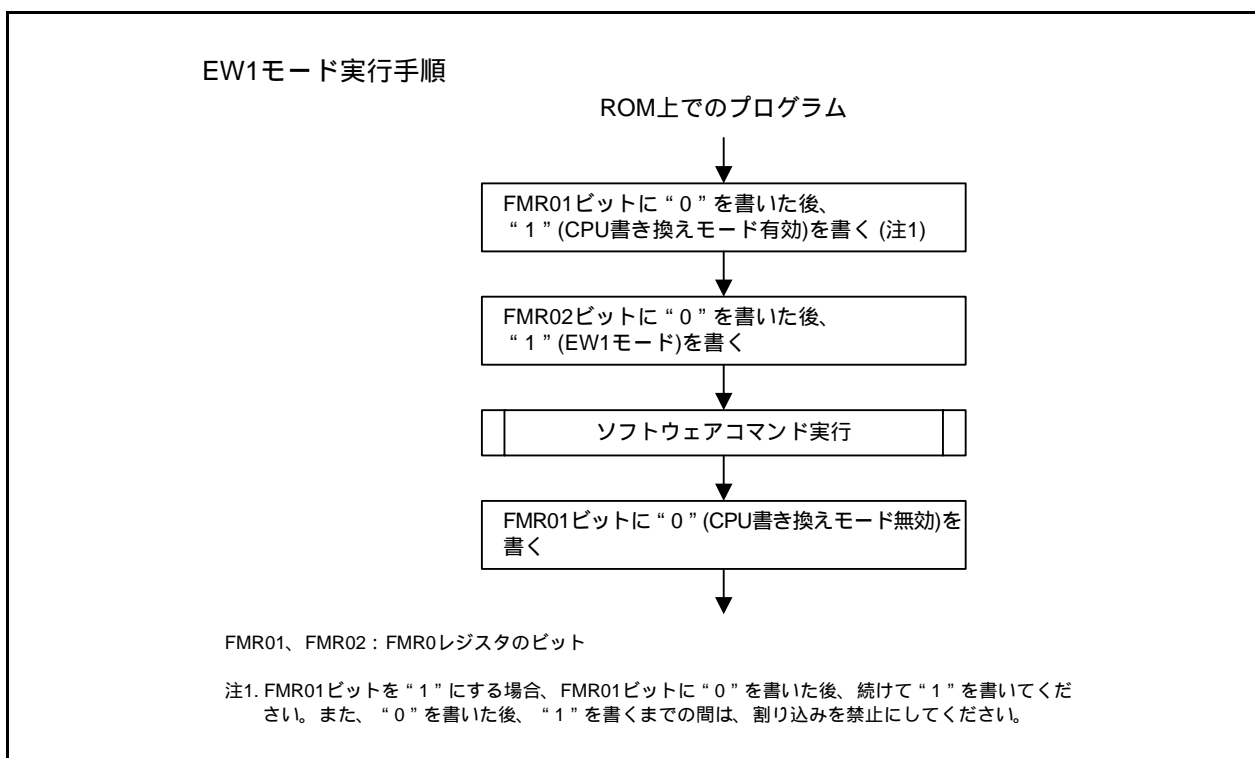 EW1モード実行手順
ROM上でのプログラム
FMR01ビットに“0”を書いた後、
“1”(CPU書き換えモード有効)を書く (注1)
FMR02ビットに“0”を書いた後、
“1”(EW1モード)を書く
ソフトウェアコマンド実行
FMR01ビットに“0”(CPU書き換えモード無効)を
書く
FMR01、FMR02：FMR0レジスタのビット
注1. FMR01ビットを“1”にする場合、FMR01ビットに“0”を書いた後、続けて“1”を書いてくだ
さい。また、“0”を書いた後、“1”を書くまでの間は、割り込みを禁止にしてください。